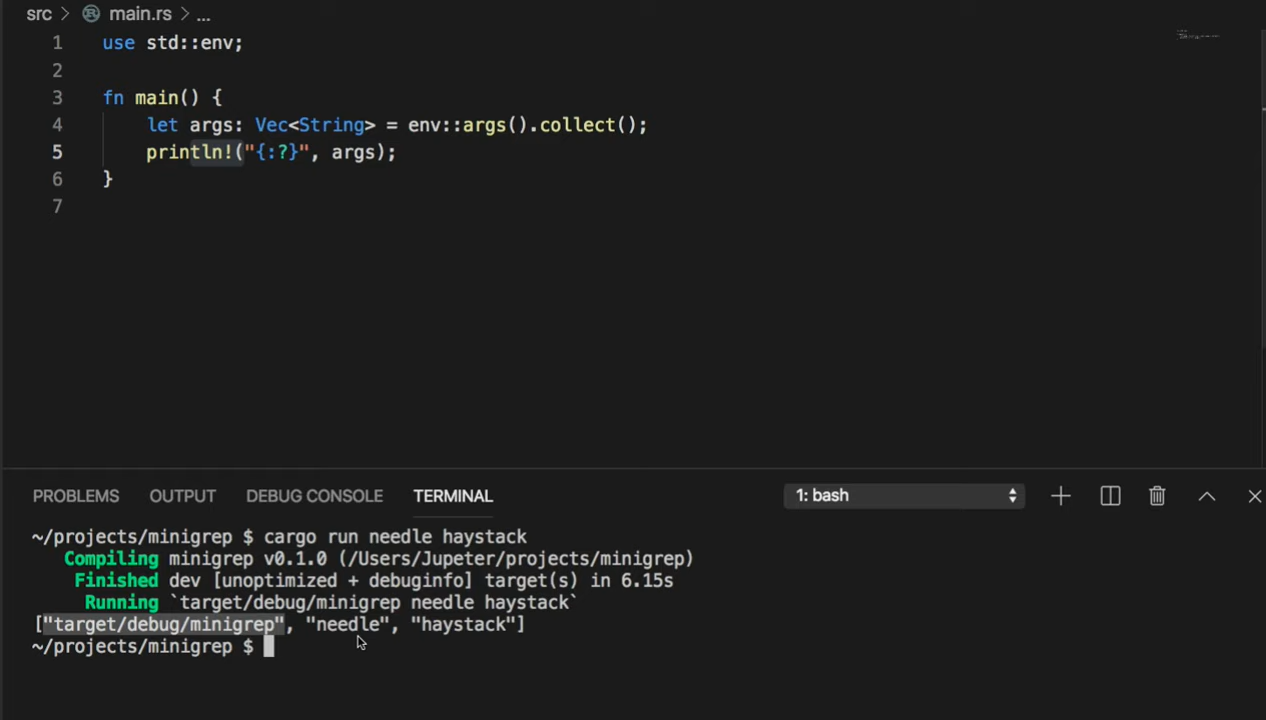 src > main.rs > ...
1 use std::env;
2
3 fn main() {
4     let args: Vec<String> = env::args().collect();
5     println!("{:?}", args);
6 }
7
PROBLEMS OUTPUT DEBUG CONSOLE TERMINAL 1: bash
~/projects/minigrep $ cargo run needle haystack
   Compiling minigrep v0.1.0 (/Users/Jupeter/projects/minigrep)
    Finished dev [unoptimized + debuginfo] target(s) in 6.15s
     Running `target/debug/minigrep needle haystack`
["target/debug/minigrep", "needle", "haystack"]
~/projects/minigrep $